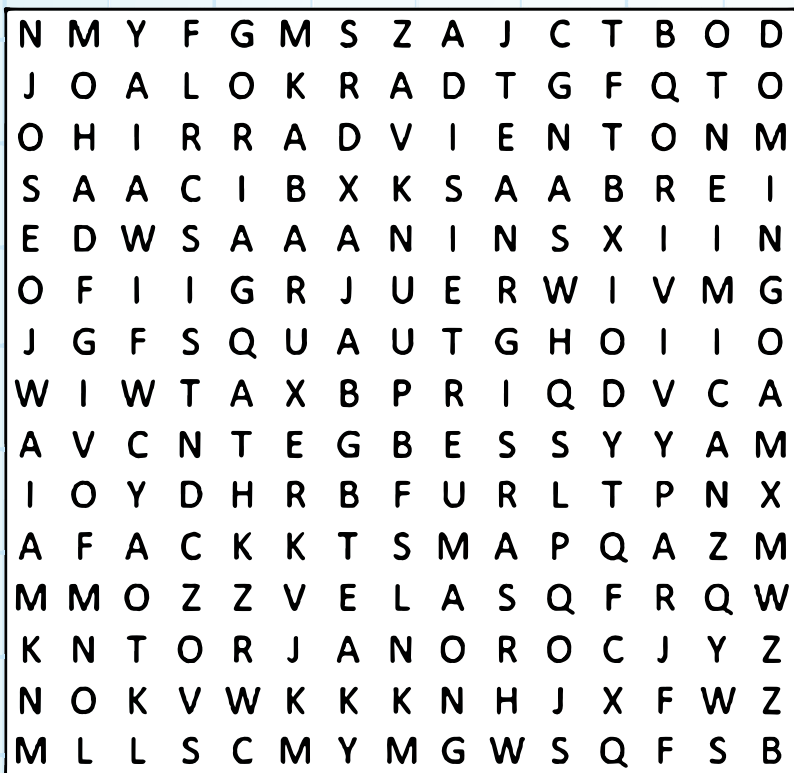 N M Y F G M S Z A J C T B O D
J O A L O K R A D T G F Q T O
O H I R R A D V I E N T O N M
S A A C I B X K S A A B R E I
E D W S A A A N I N S X I I N
O F I I G R J U E R W I V M G
J G F S Q U A U T G H O I I O
W I W T A X B P R I Q D V C A
A V C N T E G B E S S Y Y A M
I O Y D H R B F U R L T P N X
A F A C K K T S M A P Q A Z M
M M O Z Z V E L A S Q F R Q W
K N T O R J A N O R O C J Y Z
N O K V W K K K N H J X F W Z
M L L S C M Y M G W S Q F S B